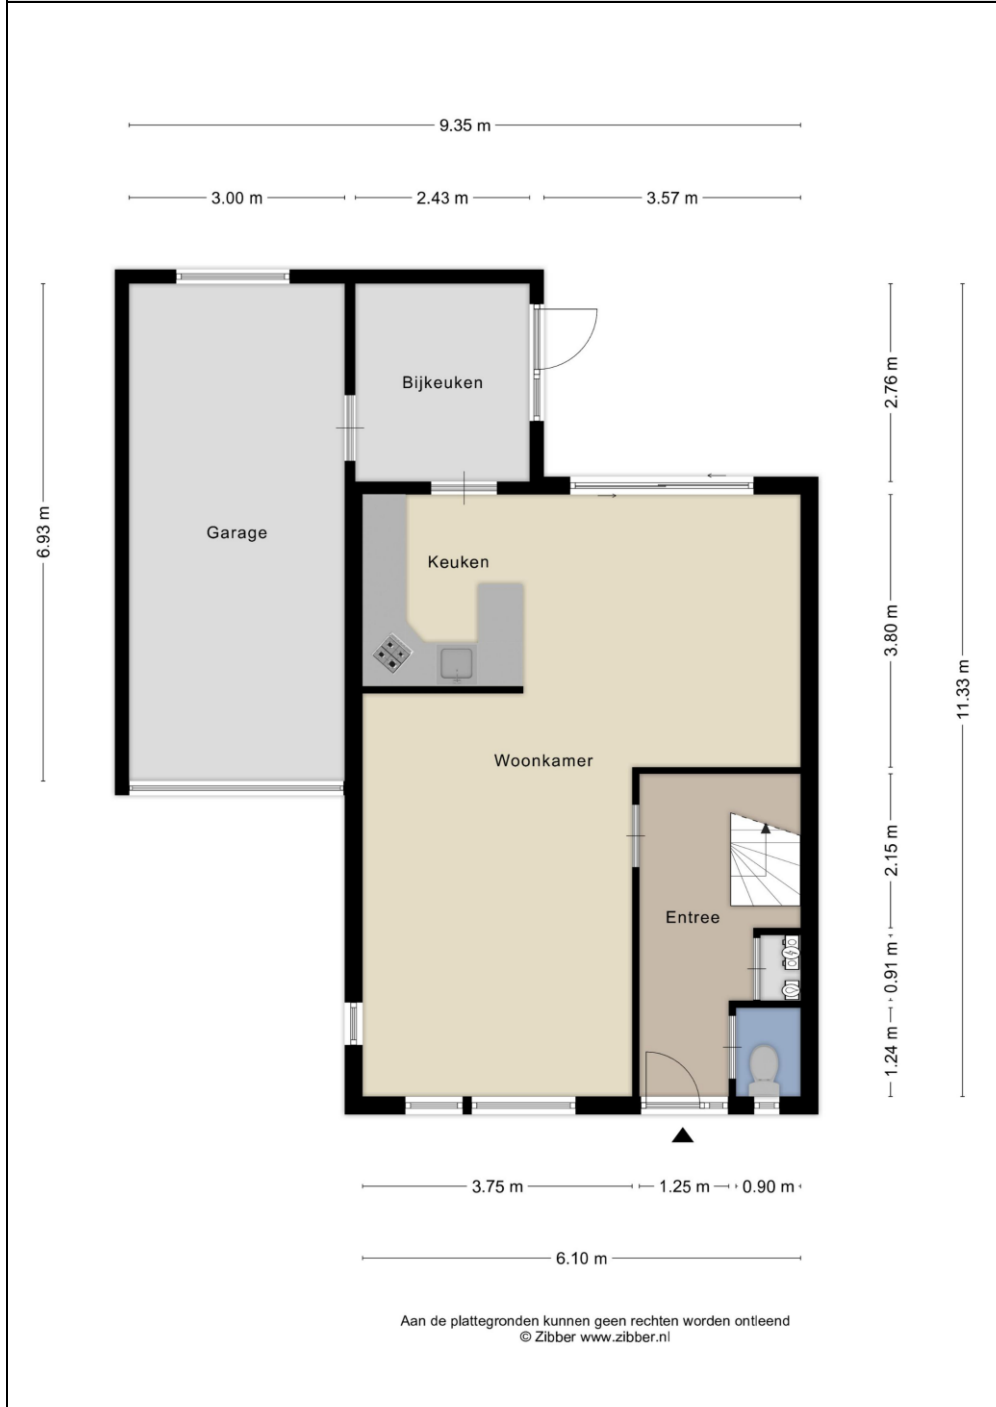 9.35 m
3.00 m
2.43 m
3.57 m
Bijkeuken
2.76 m
6.93 m
Garage
Keuken
3.80 m
11.33 m
Woonkamer
2.15 m
Entree
0.91 m
1.24 m
3.75 m
1.25 m
0.90 m
6.10 m
Aan de plattegronden kunnen geen rechten worden ontleend
© Zibber www.zibber.nl